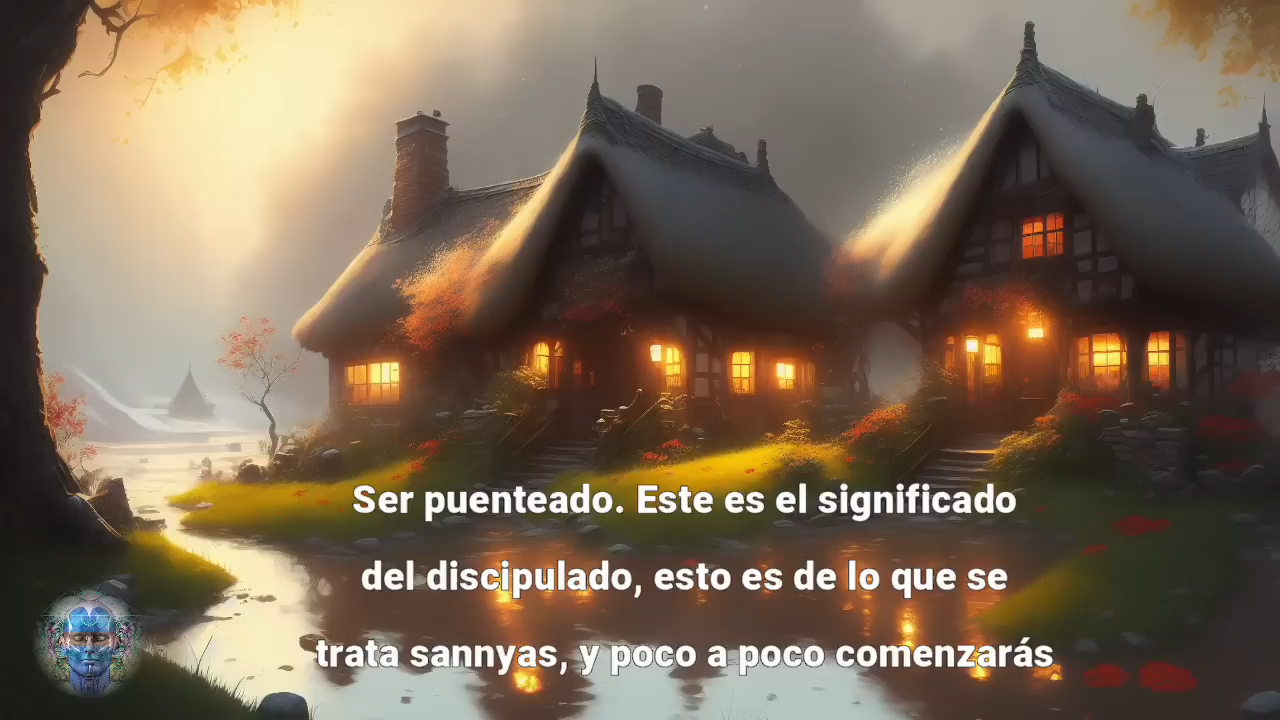 Ser puenteado. Este es el significado
del discipulado, esto es de lo que se
trata sannyas, y poco a poco comenzarás